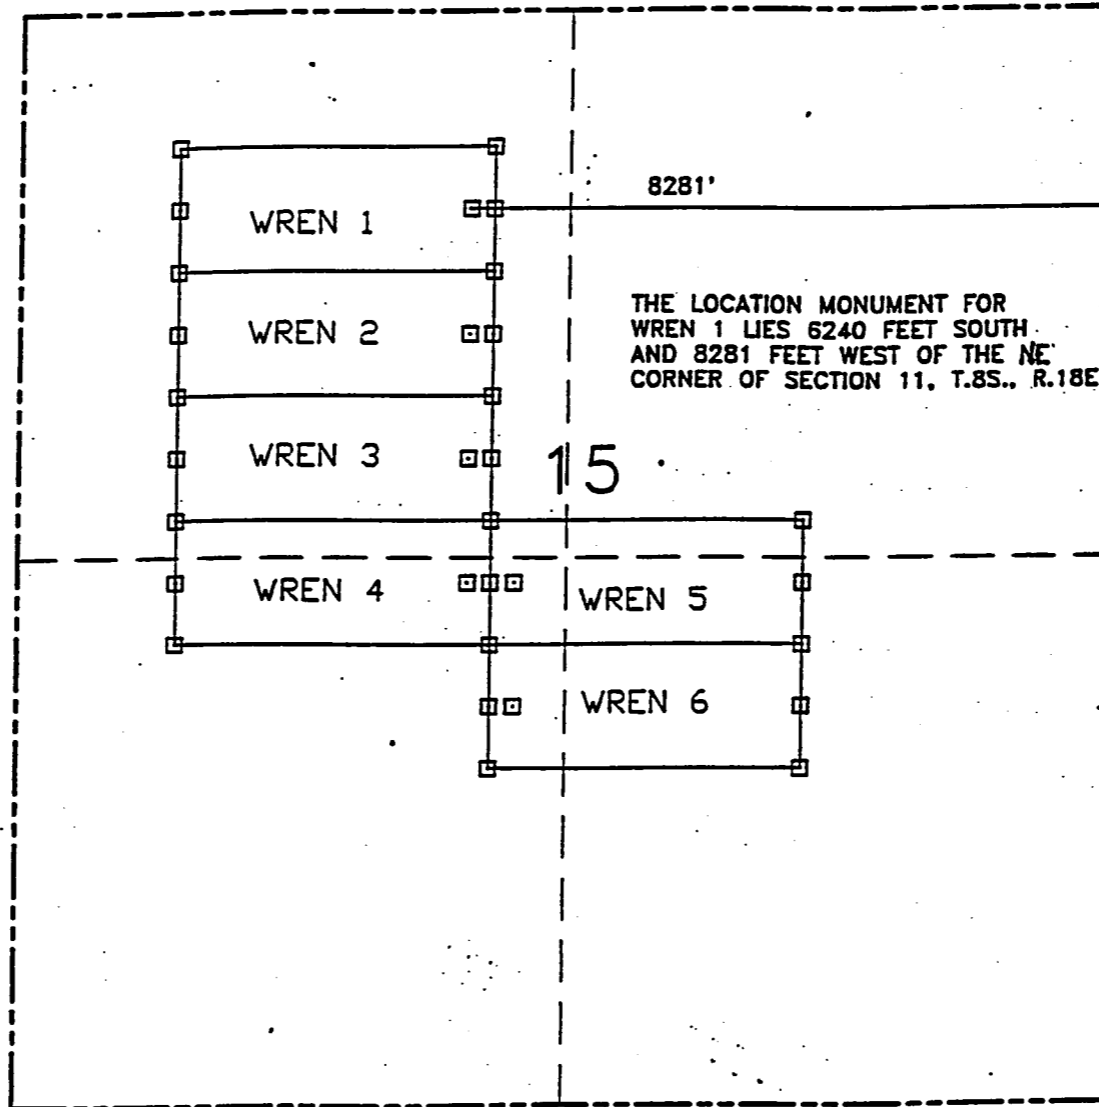 WREN 1
8281'
WREN 2
THE LOCATION MONUMENT FOR
WREN 1 LIES 6240 FEET SOUTH
AND 8281 FEET WEST OF THE NE
CORNER OF SECTION 11, T.8S., R.18E
WREN 3
15
WREN 4
WREN 5
WREN 6